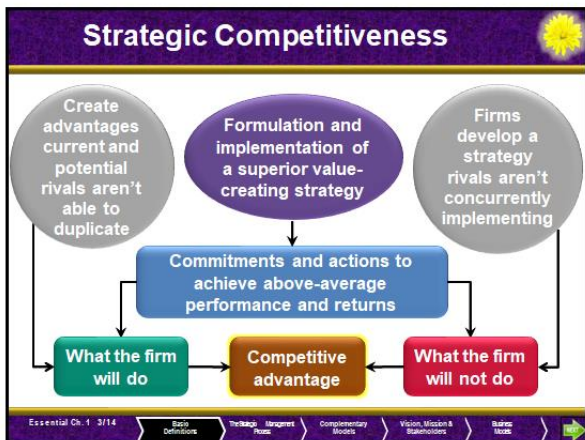 Strategic Competitiveness
Create
advantages
current and
potential
rivals aren't
able to
duplicate
Formulation and
implementation of
a superior value-
creating strategy
Firms
develop a
strategy
rivals aren't
concurrently
implementing
Commitments and actions to
achieve above-average
performance and returns
What the firm
will do
Competitive
advantage
What the firm
will not do
Essential Ch. 1 3/14
Basic
Definitions
The Strategic Management
Process
Complementary
Models
Vision, Mission &
Stakeholders
Business
Models
NEXT